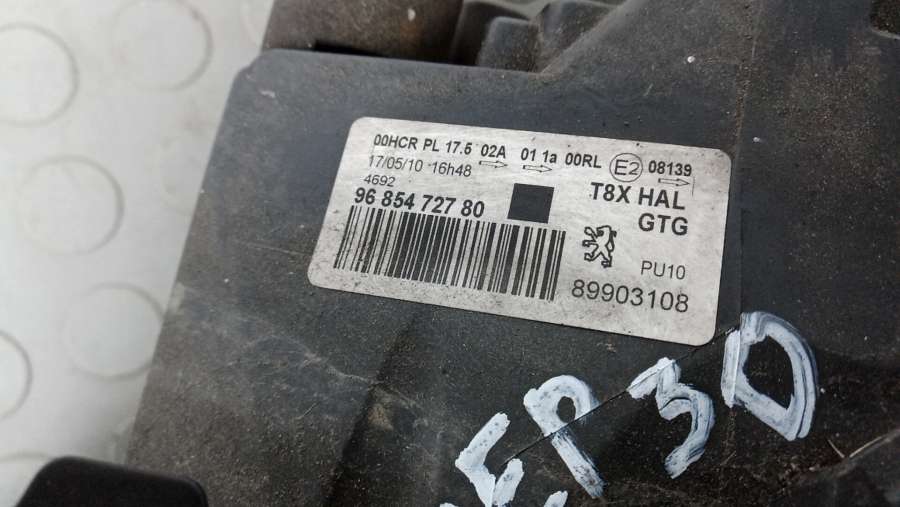 00HCR PL 17.5 02A 01 1a 00RL E2 08139
17/05/10 16h48
4692
96 854 727 80
T8X HAL
GTG
PU10
89903108
EP3D